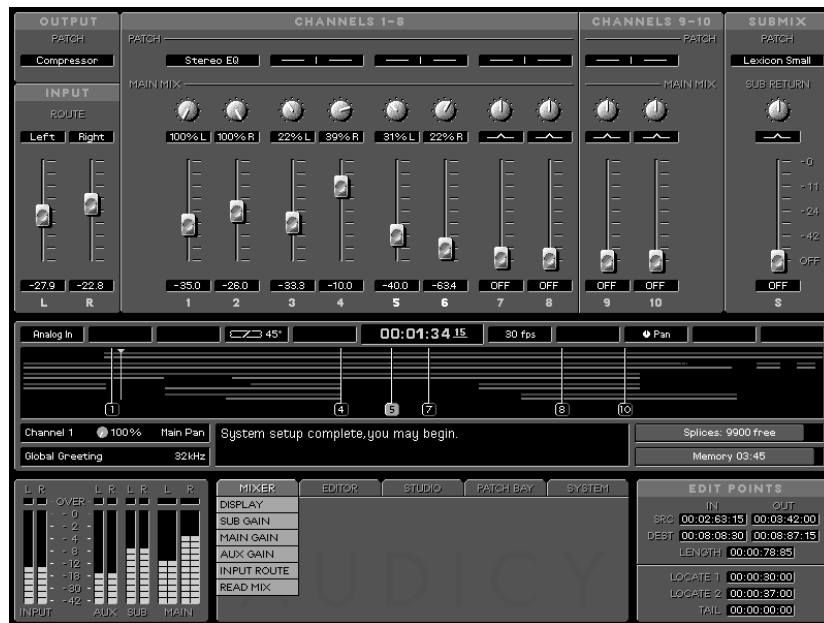 OUTPUT
PATCH
Compressor
CHANNELS 1-8
PATCH
Stereo EQ
CHANNELS 9-10
PATCH
SUBMIX
PATCH
Lexicon Small
INPUT
ROUTE
Left Right
MAIN MIX
MAIN MIX
SUB RETURN
100%L 100%R 22%L 39%R 31%L 22%R
-0
-11
-24
-42
OFF
-27.9 -22.8 -35.0 -26.0 -33.3 -10.0 -40.0 -63.4 OFF OFF OFF OFF OFF
L R 1 2 3 4 5 6 7 8 9 10 S
Analog In 45° 00:01:34 15 30 fps Pan
1 4 5 7 8 10
Channel 1 100% Main Pan
Global Greeting 32kHz
System setup complete,you may begin.
Splices: 9900 free
Memory 03:45
L R L R L R L R
OVER
0
2
4
8
12
18
30
42
INPUT AUX SUB MAIN
MIXER EDITOR STUDIO PATCH BAY SYSTEM
DISPLAY
SUB GAIN
MAIN GAIN
AUX GAIN
INPUT ROUTE
READ MIX
AUDICY
EDIT POINTS
IN OUT
SRC 00:02:63:15 00:03:42:00
DEST 00:08:08:30 00:08:87:15
LENGTH 00:00:78:85
LOCATE 1 00:00:30:00
LOCATE 2 00:00:37:00
TAIL 00:00:00:00